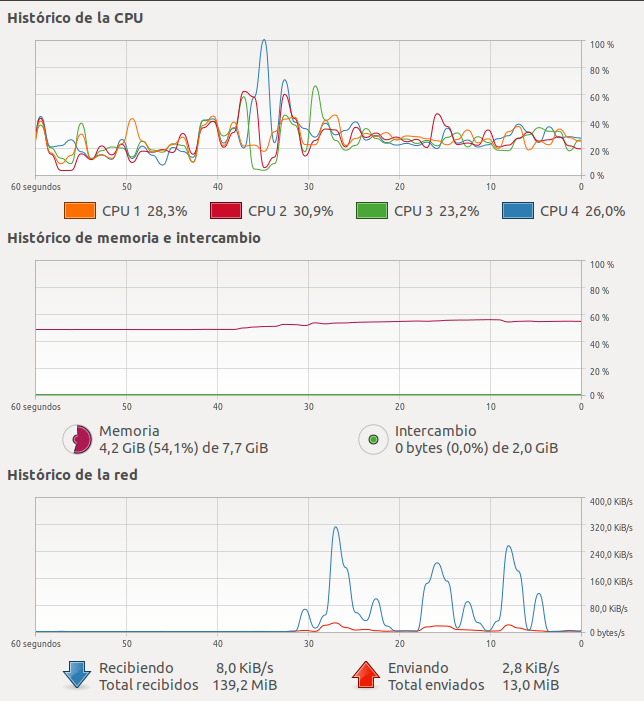 Histórico de la CPU
100 %
80 %
60 %
40 %
20 %
0 %
60 segundos 50 40 30 20 10 0
CPU 1 28,3% CPU 2 30,9% CPU 3 23,2% CPU 4 26,0%
Histórico de memoria e intercambio
100 %
80 %
60 %
40 %
20 %
0 %
60 segundos 50 40 30 20 10 0
Memoria
4,2 GiB (54,1%) de 7,7 GiB
Intercambio
0 bytes (0,0%) de 2,0 GiB
Histórico de la red
400,0 KiB/s
320,0 KiB/s
240,0 KiB/s
160,0 KiB/s
80,0 KiB/s
0 bytes/s
60 segundos 50 40 30 20 10 0
Recibiendo 8,0 KiB/s
Total recibidos 139,2 MiB
Enviando 2,8 KiB/s
Total enviados 13,0 MiB